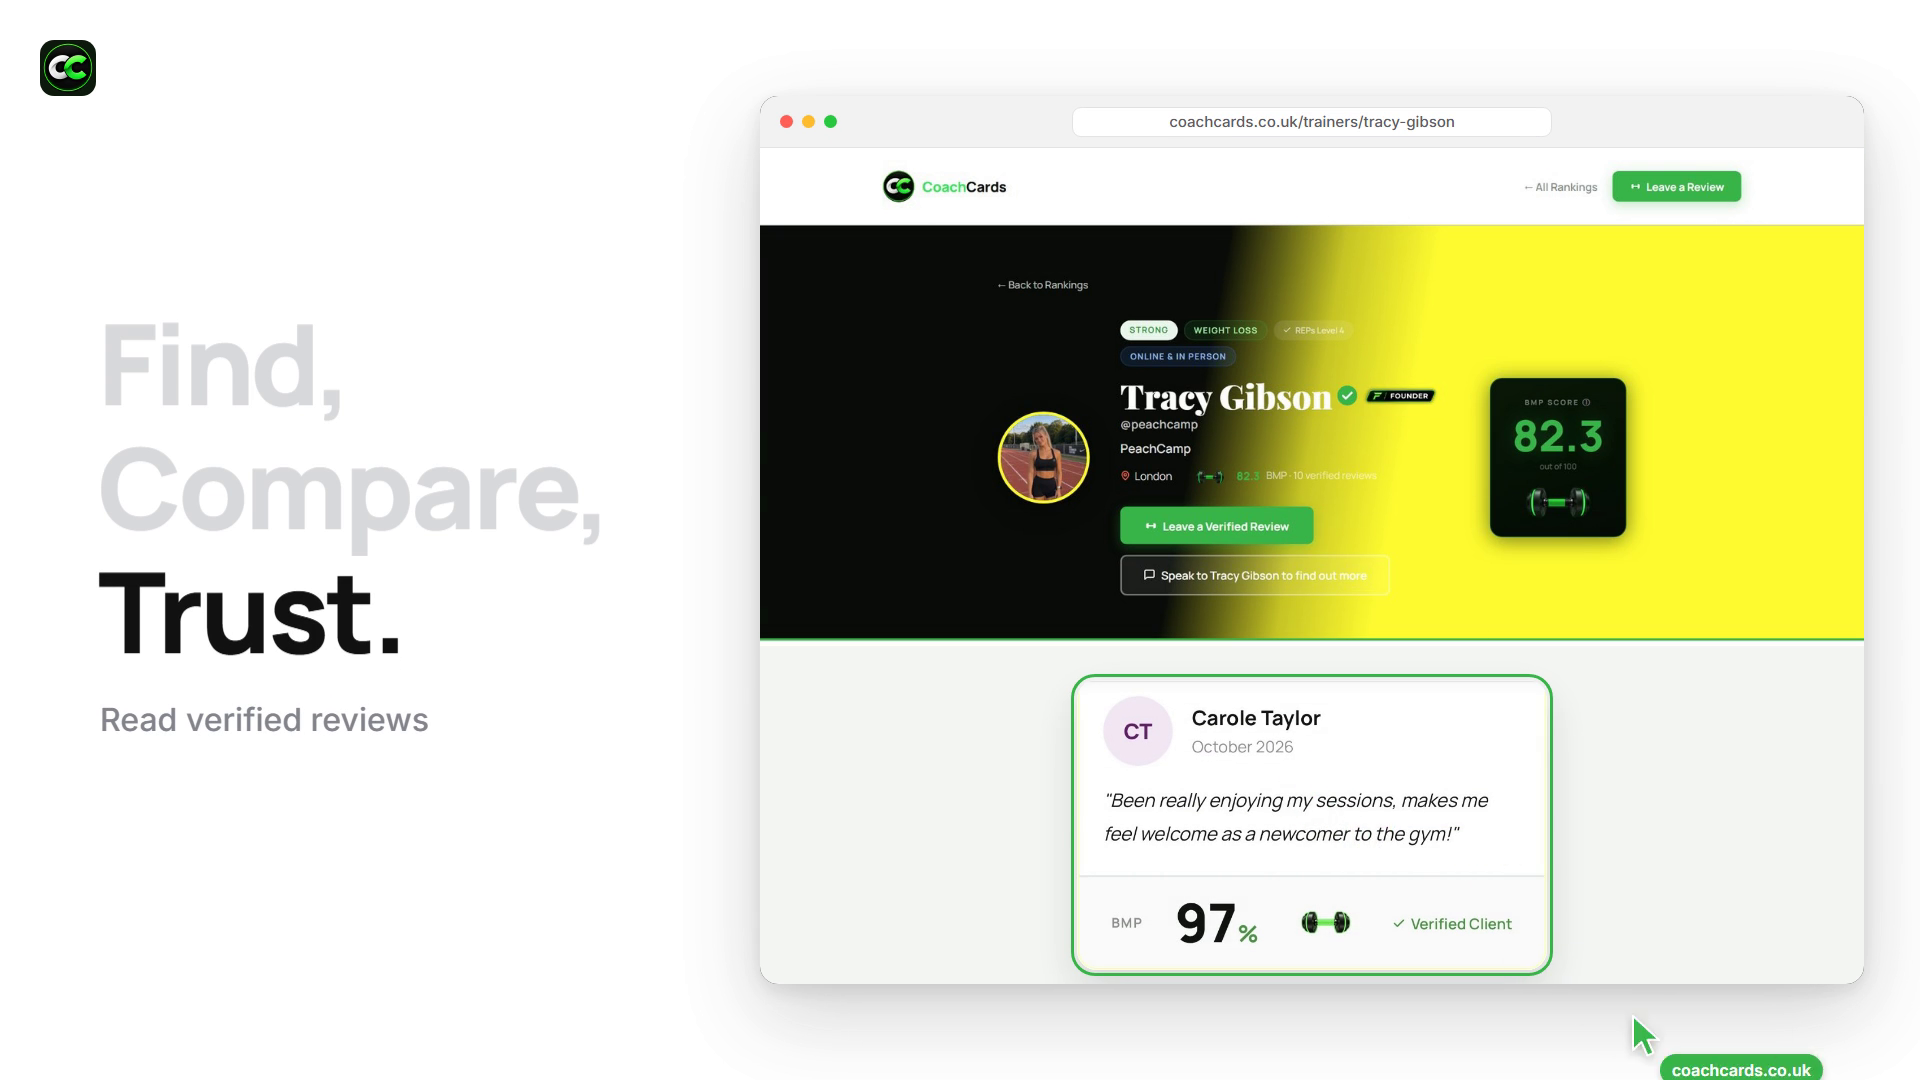 CC
Find,
Compare,
Trust.
Read verified reviews
coachcards.co.uk/trainers/tracy-gibson
CC CoachCards
← All Rankings
Leave a Review
← Back to Rankings
STRONG WEIGHT LOSS ✓ REPs Level 4
ONLINE & IN PERSON
Tracy Gibson
F / FOUNDER
@peachcamp
PeachCamp
London 82.3 BMP · 10 verified reviews
Leave a Verified Review
Speak to Tracy Gibson to find out more
BMP SCORE
82.3
out of 100
CT
Carole Taylor
October 2026
"Been really enjoying my sessions, makes me
feel welcome as a newcomer to the gym!"
BMP 97% ✓ Verified Client
coachcards.co.uk